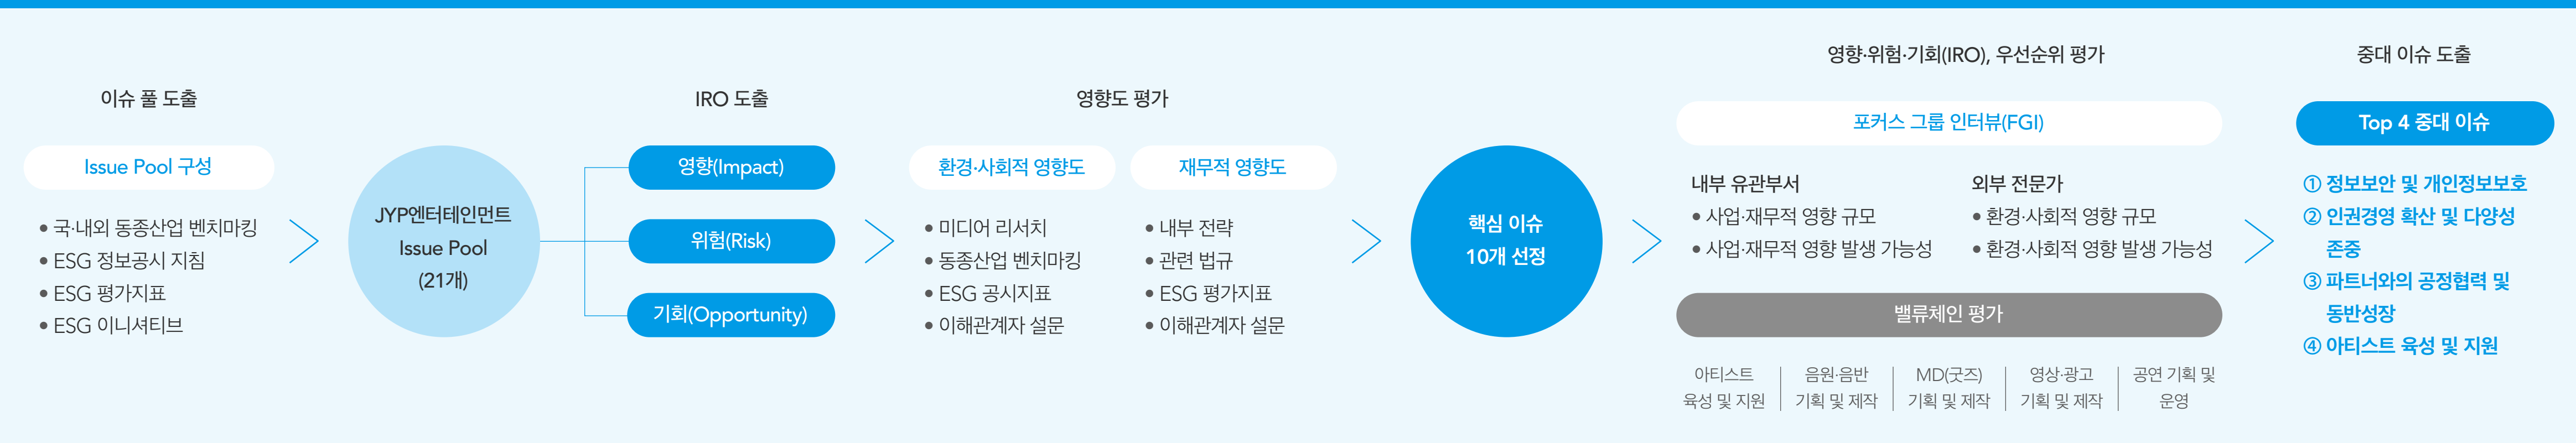 이슈 풀 도출
Issue Pool 구성
• 국·내외 동종산업 벤치마킹
• ESG 정보공시 지침
• ESG 평가지표
• ESG 이니셔티브
JYP엔터테인먼트
Issue Pool
(21개)
IRO 도출
영향(Impact)
위험(Risk)
기회(Opportunity)
영향도 평가
환경·사회적 영향도
• 미디어 리서치
• 동종산업 벤치마킹
• ESG 공시지표
• 이해관계자 설문
재무적 영향도
• 내부 전략
• 관련 법규
• ESG 평가지표
• 이해관계자 설문
핵심 이슈
10개 선정
영향·위험·기회(IRO), 우선순위 평가
포커스 그룹 인터뷰(FGI)
내부 유관부서
• 사업·재무적 영향 규모
• 사업·재무적 영향 발생 가능성
외부 전문가
• 환경·사회적 영향 규모
• 환경·사회적 영향 발생 가능성
밸류체인 평가
아티스트
육성 및 지원
음원·음반
기획 및 제작
MD(굿즈)
기획 및 제작
영상·광고
기획 및 제작
공연 기획 및
운영
중대 이슈 도출
Top 4 중대 이슈
① 정보보안 및 개인정보보호
② 인권경영 확산 및 다양성
존중
③ 파트너와의 공정협력 및
동반성장
④ 아티스트 육성 및 지원